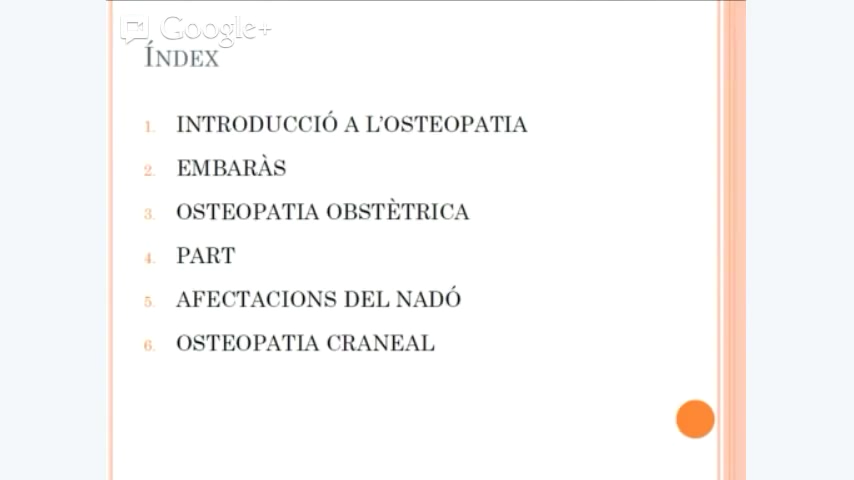 Google+
ÍNDEX
1. INTRODUCCIÓ A L'OSTEOPATIA
2. EMBARÀS
3. OSTEOPATIA OBSTÈTRICA
4. PART
5. AFECTACIONS DEL NADÓ
6. OSTEOPATIA CRANEAL